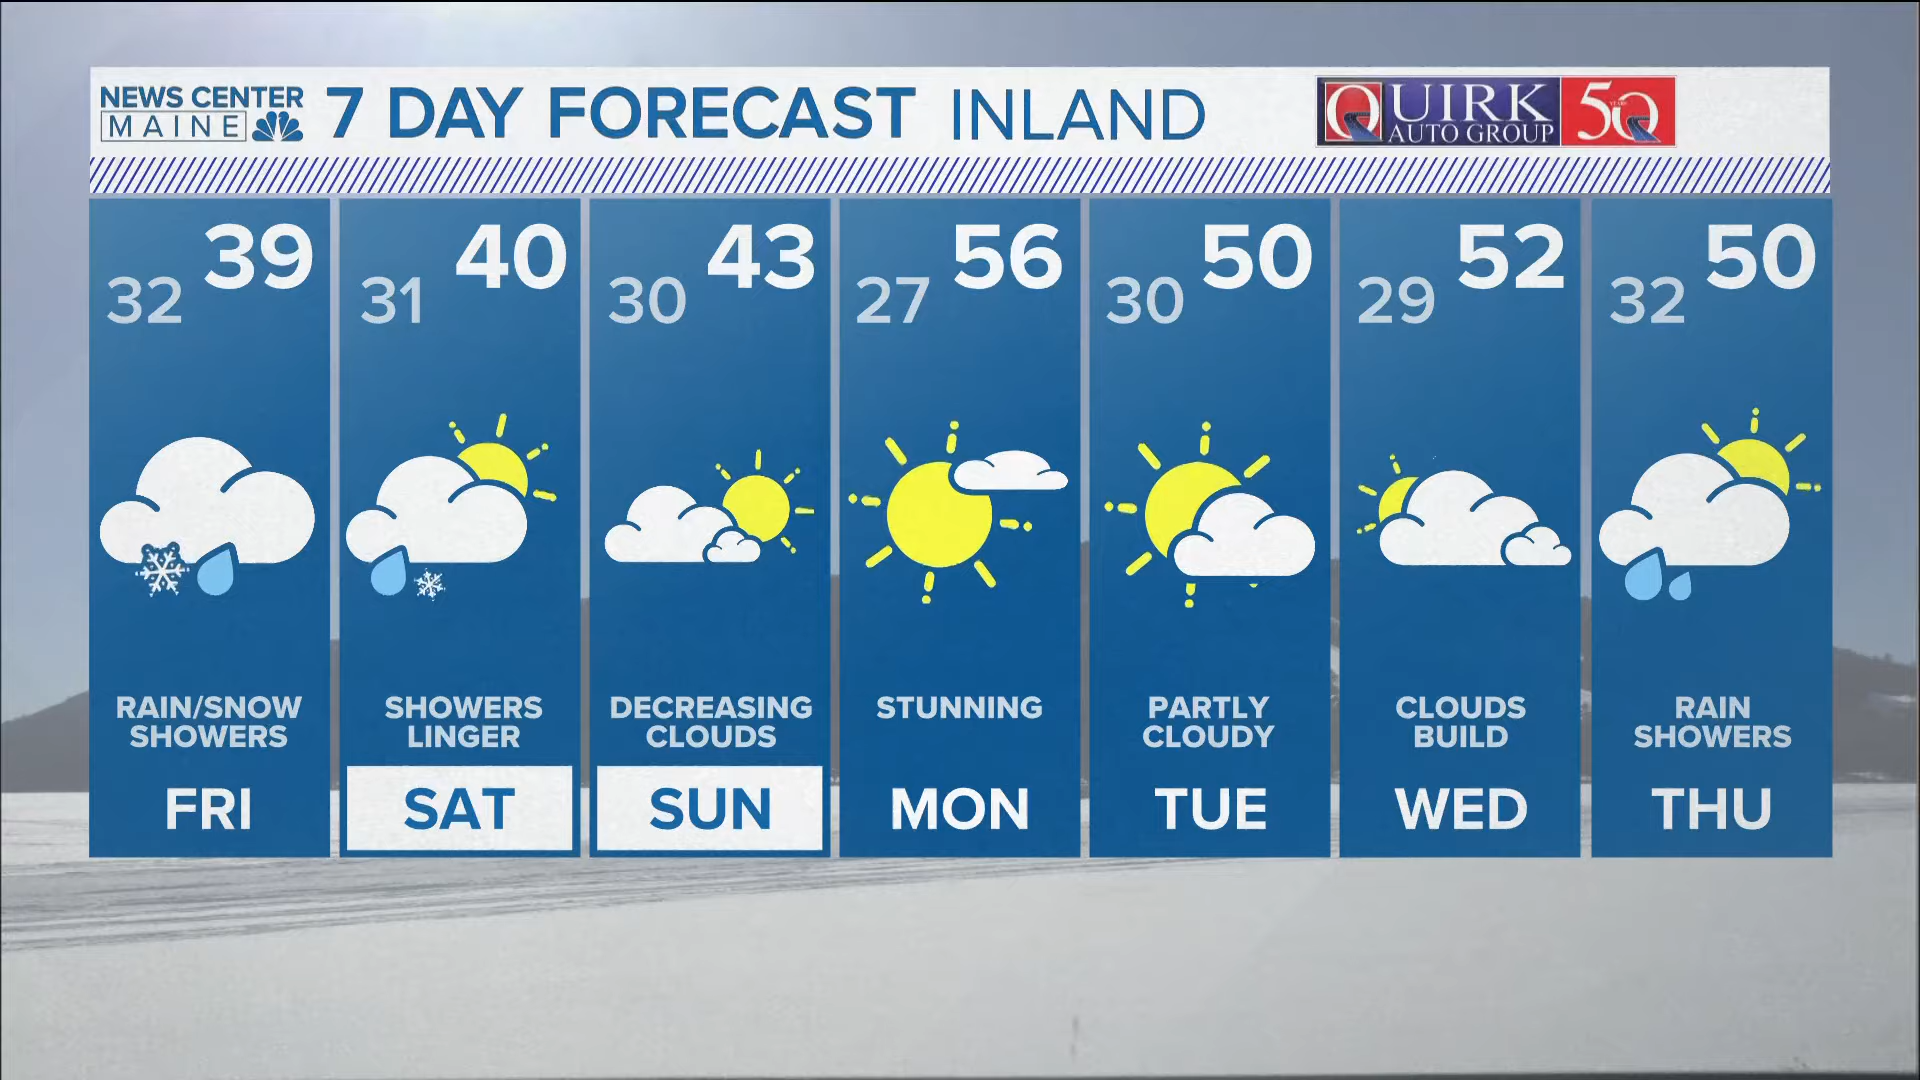 NEWS CENTER
MAINE
7 DAY FORECAST INLAND
QUIRK
AUTO GROUP
50
YEARS
32 39
31 40
30 43
27 56
30 50
29 52
32 50
RAIN/SNOW
SHOWERS
FRI
SHOWERS
LINGER
SAT
DECREASING
CLOUDS
SUN
STUNNING
MON
PARTLY
CLOUDY
TUE
CLOUDS
BUILD
WED
RAIN
SHOWERS
THU